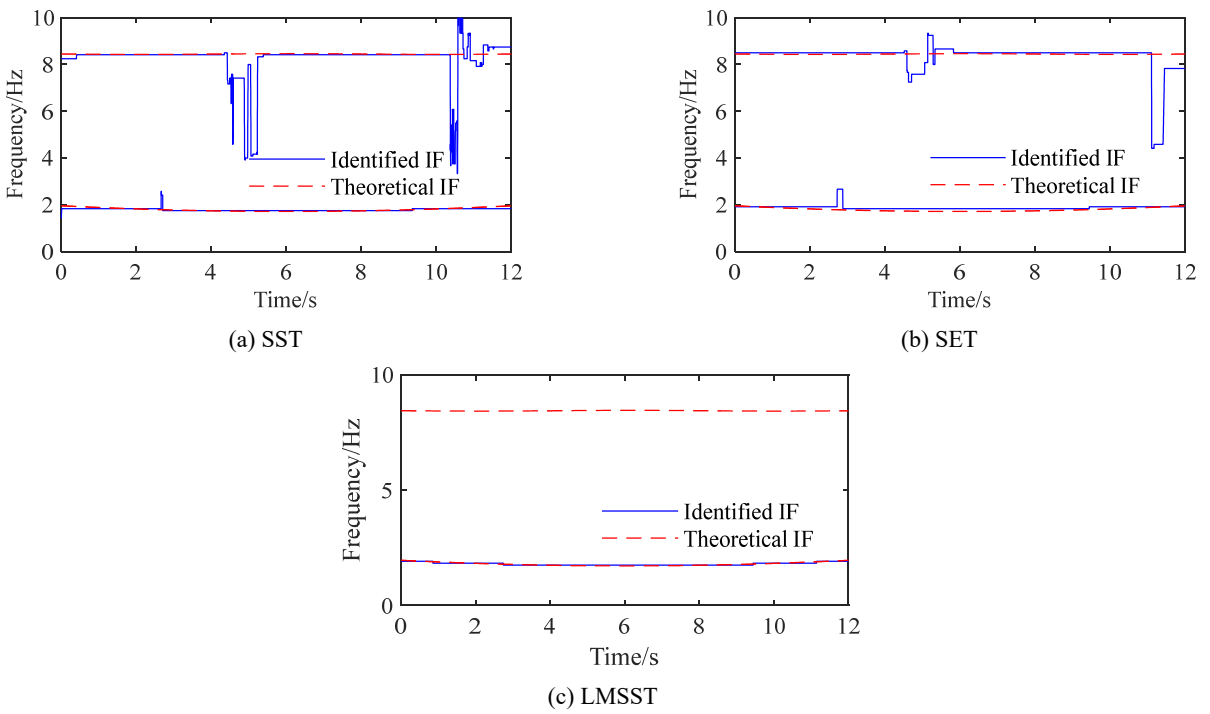 10
8
6
4
2
0
Frequency/Hz
Identified IF
Theoretical IF
0 2 4 6 8 10 12
Time/s
(a) SST
10
8
6
4
2
0
Frequency/Hz
Identified IF
Theoretical IF
0 2 4 6 8 10 12
Time/s
(b) SET
10
5
0
Frequency/Hz
Identified IF
Theoretical IF
0 2 4 6 8 10 12
Time/s
(c) LMSST